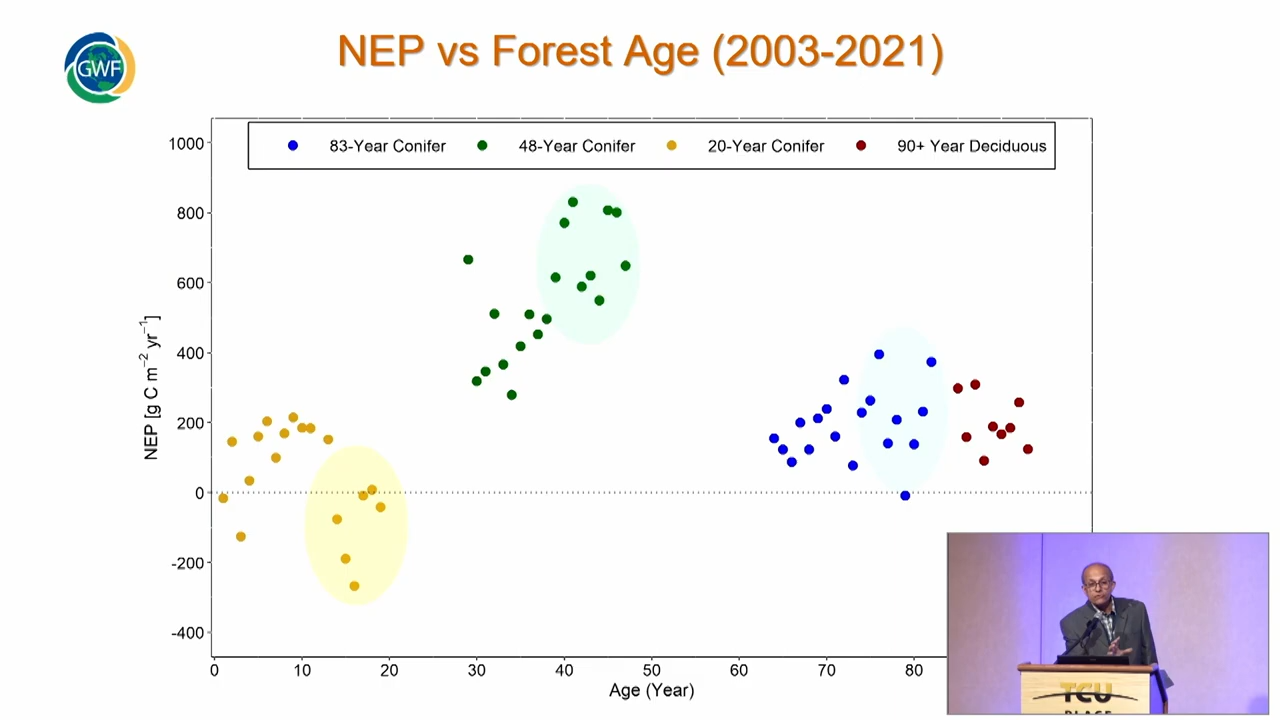 NEP vs Forest Age (2003-2021)
GWF
83-Year Conifer 48-Year Conifer 20-Year Conifer 90+ Year Deciduous
1000
800
600
400
200
0
-200
-400
NEP [g C m⁻² yr⁻¹]
0 10 20 30 40 50 60 70 80
Age (Year)
TCU
PLACE